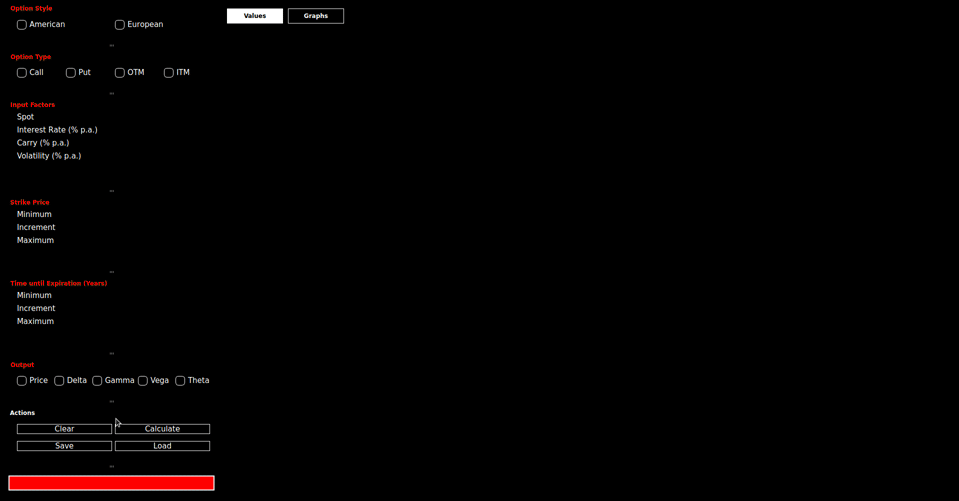 Option Style
American European
Option Type
Call Put OTM ITM
Input Factors
Spot
Interest Rate (% p.a.)
Carry (% p.a.)
Volatility (% p.a.)
Strike Price
Minimum
Increment
Maximum
Time until Expiration (Years)
Minimum
Increment
Maximum
Output
Price Delta Gamma Vega Theta
Actions
Clear Calculate
Save Load
Values Graphs